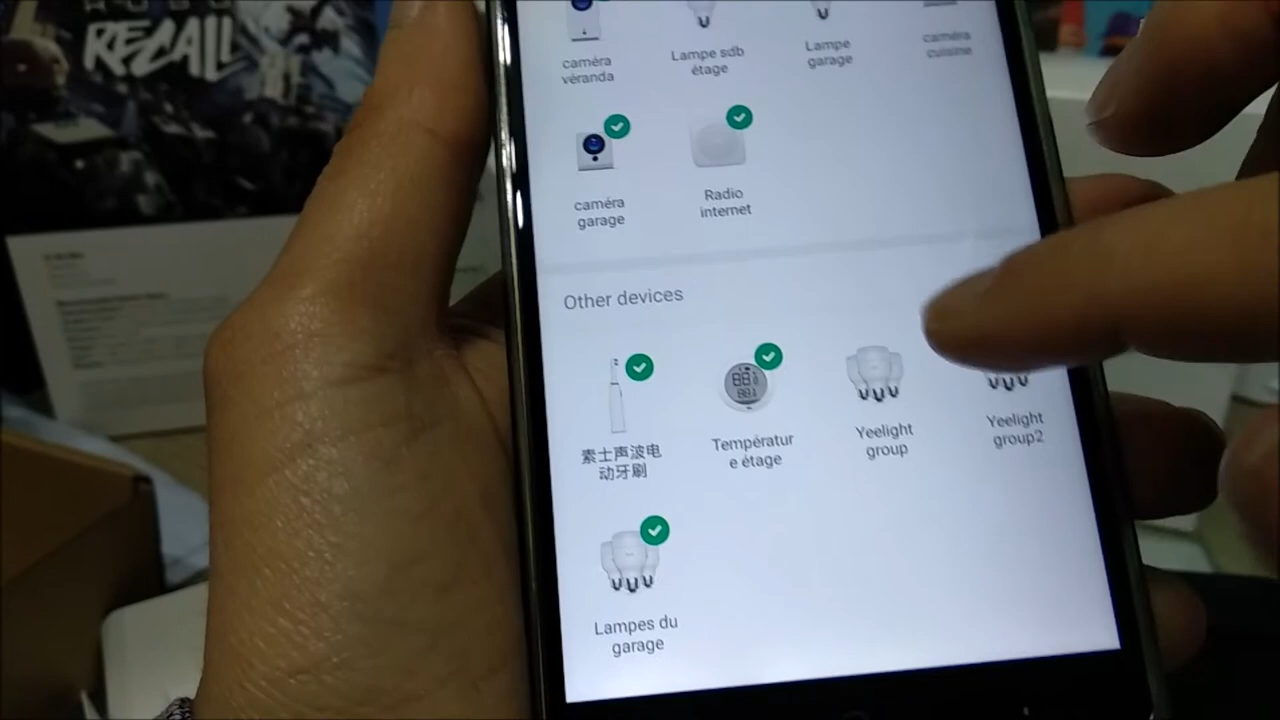 RECALL
caméra
véranda
Lampe sdb
étage
Lampe
garage
caméra
cuisine
caméra
garage
Radio
internet
Other devices
素士声波电
动牙刷
Températur
e étage
Yeelight
group
Yeelight
group2
Lampes du
garage